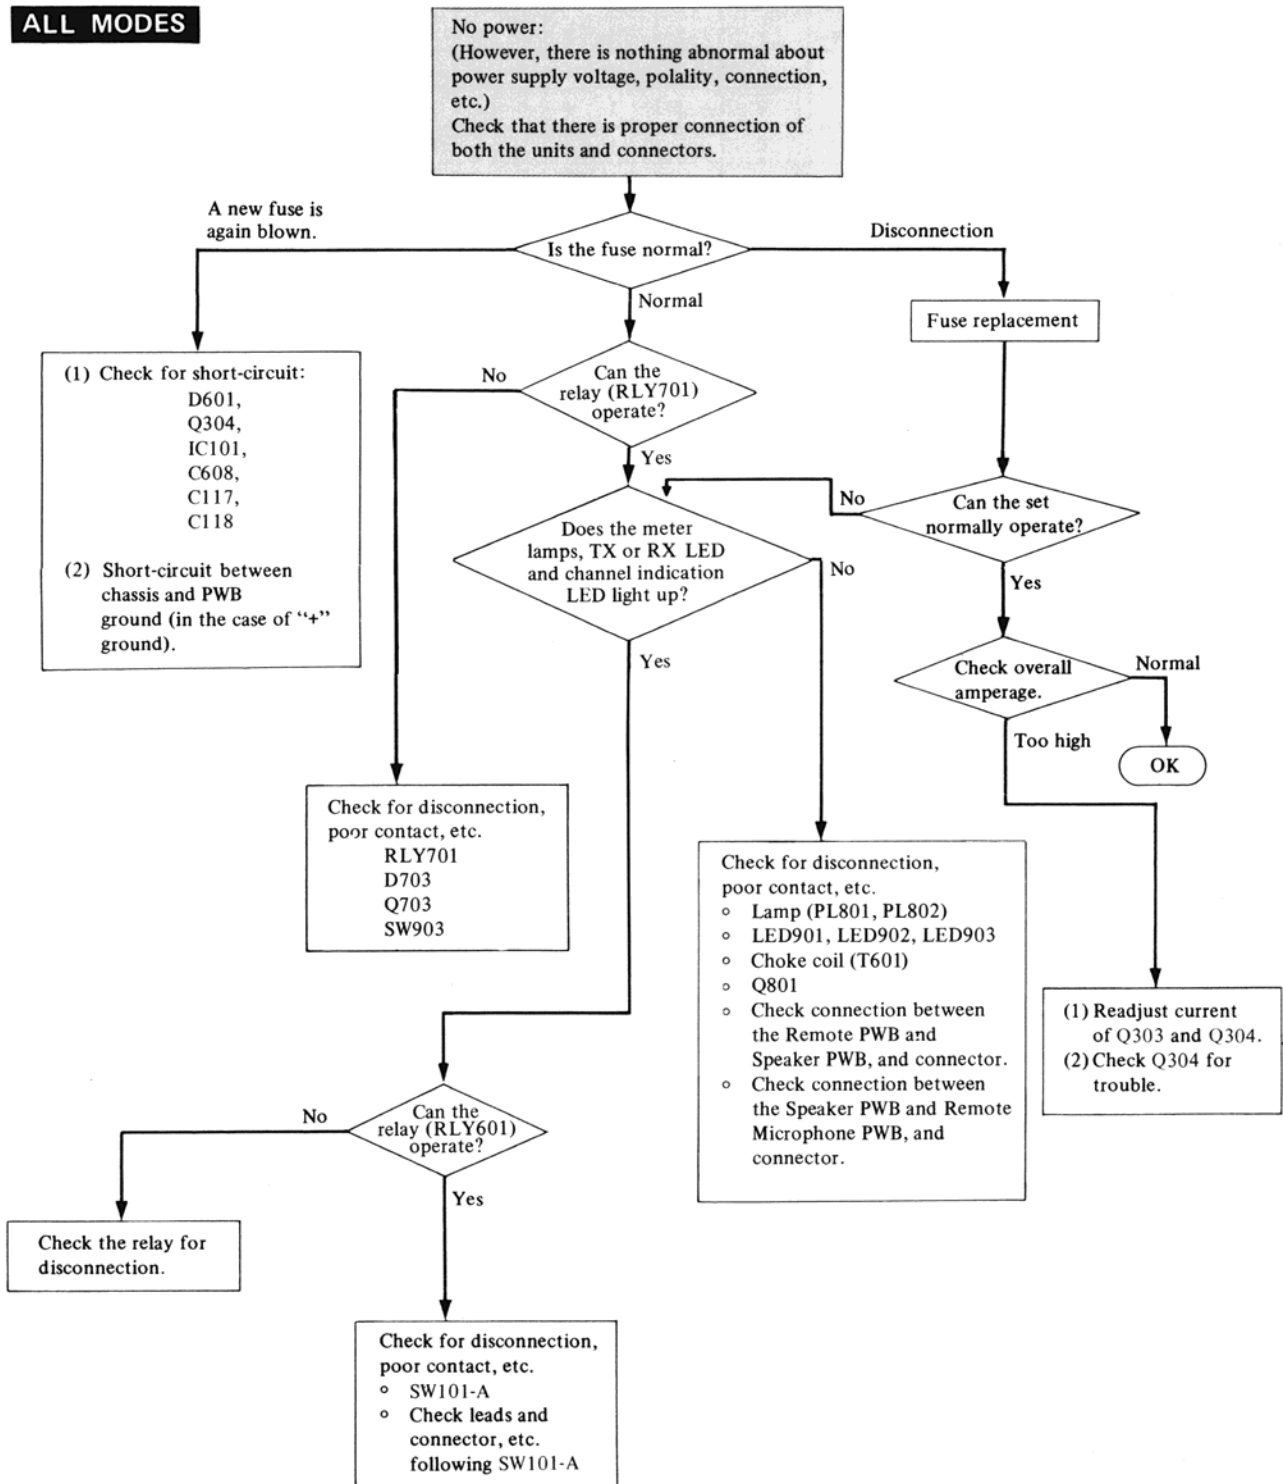 ALL MODES
No power:
(However, there is nothing abnormal about
power supply voltage, polality, connection,
etc.)
Check that there is proper connection of
both the units and connectors.
A new fuse is
again blown.
Is the fuse normal?
Disconnection
Normal
Fuse replacement
(1) Check for short-circuit:
D601,
Q304,
IC101,
C608,
C117,
C118
(2) Short-circuit between
chassis and PWB
ground (in the case of “+”
ground).
No
Can the
relay (RLY701)
operate?
Yes
No
Can the set
normally operate?
Does the meter
lamps, TX or RX LED
and channel indication
LED light up?
No
Yes
Yes
Check overall
amperage.
Normal
Too high
OK
Check for disconnection,
poor contact, etc.
RLY701
D703
Q703
SW903
Check for disconnection,
poor contact, etc.
○ Lamp (PL801, PL802)
○ LED901, LED902, LED903
○ Choke coil (T601)
○ Q801
○ Check connection between
the Remote PWB and
Speaker PWB, and connector.
○ Check connection between
the Speaker PWB and Remote
Microphone PWB, and
connector.
(1) Readjust current
of Q303 and Q304.
(2) Check Q304 for
trouble.
No
Can the
relay (RLY601)
operate?
Yes
Check the relay for
disconnection.
Check for disconnection,
poor contact, etc.
○ SW101-A
○ Check leads and
connector, etc.
following SW101-A